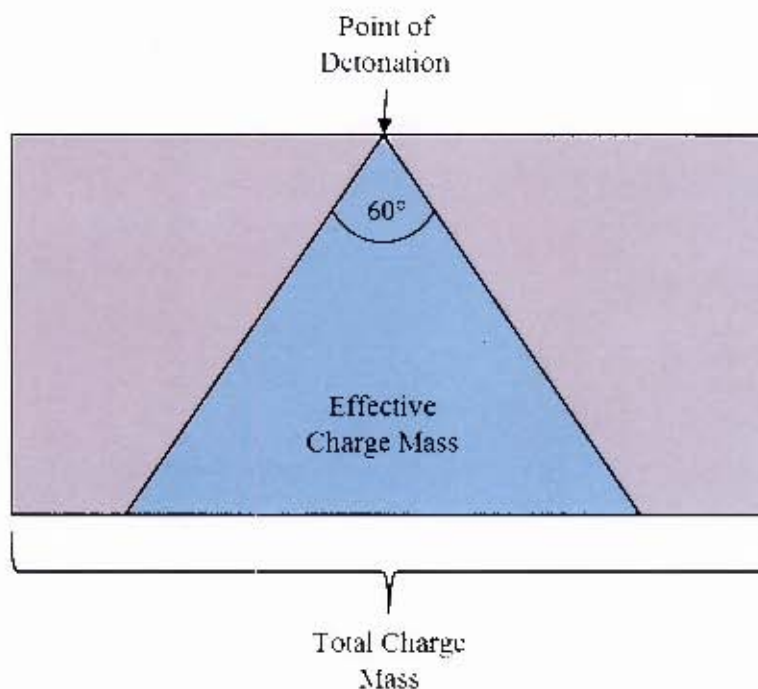 Point of
Detonation
60°
Effective
Charge Mass
Total Charge
Mass